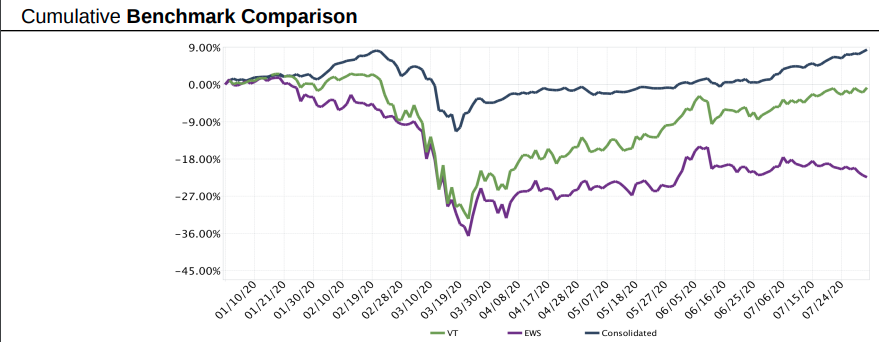 Cumulative Benchmark Comparison
9.00%
0.00%
-9.00%
-18.00%
-27.00%
-36.00%
-45.00%
01/10/20 01/21/20 01/30/20 02/10/20 02/19/20 02/28/20 03/10/20 03/19/20 03/30/20 04/08/20 04/17/20 04/28/20 05/07/20 05/18/20 05/27/20 06/05/20 06/16/20 06/25/20 07/06/20 07/15/20 07/24/20
VT EWS Consolidated